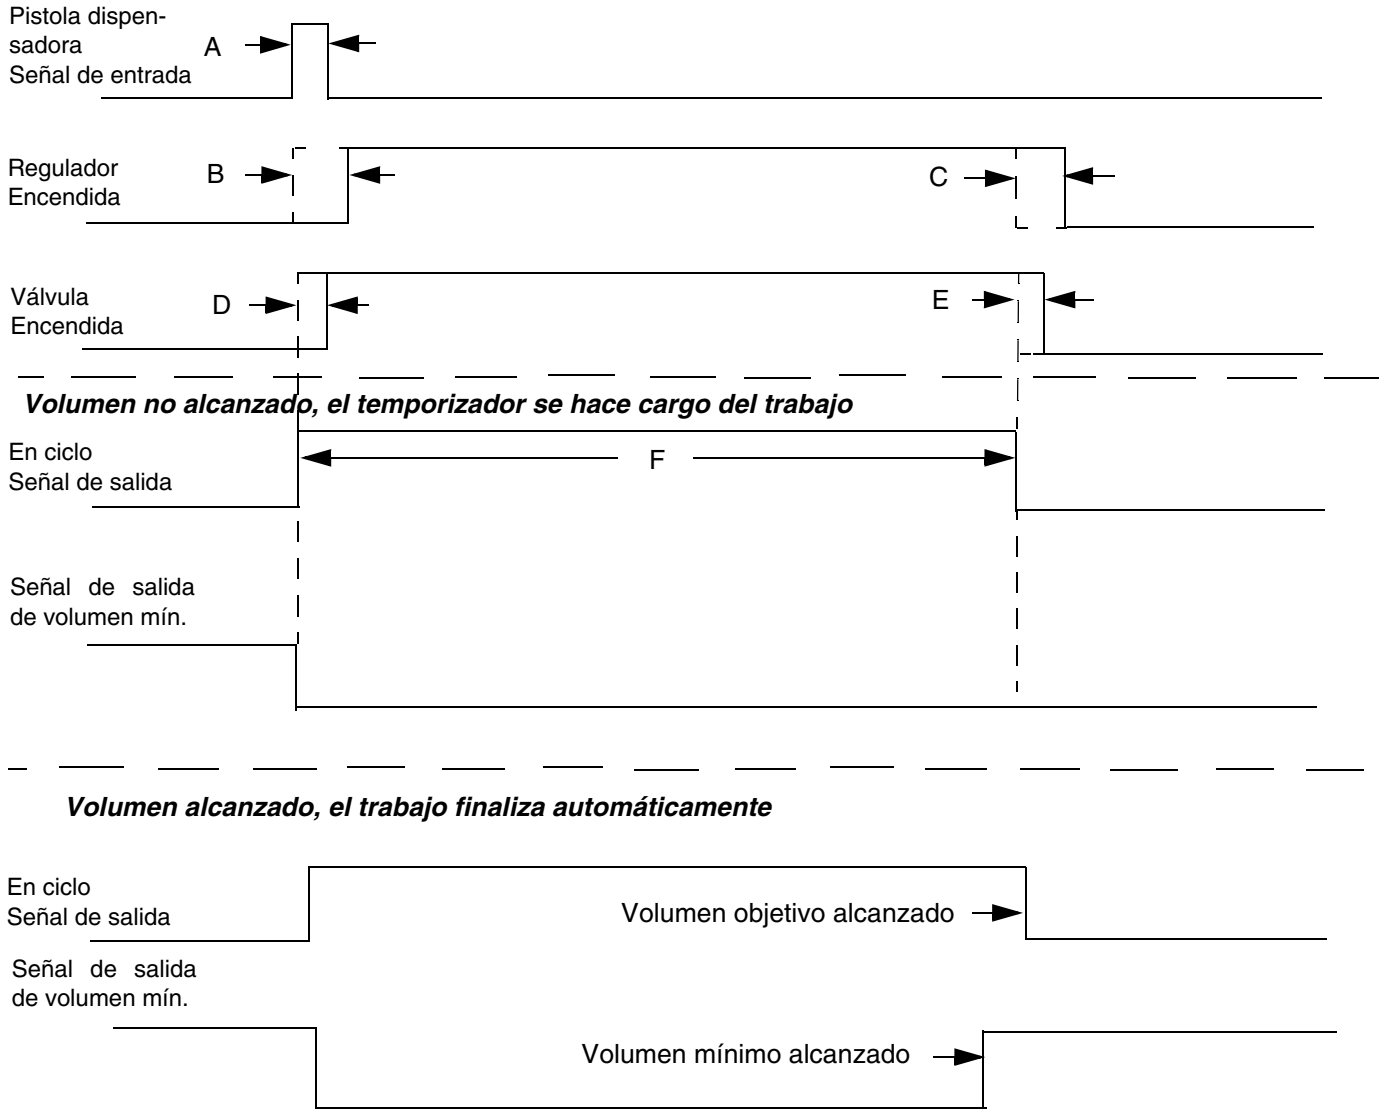 Pistola dispen-
sadora
Señal de entrada
A
Regulador
Encendida
B
C
Válvula
Encendida
D
E
Volumen no alcanzado, el temporizador se hace cargo del trabajo
En ciclo
Señal de salida
F
Señal de salida
de volumen mín.
Volumen alcanzado, el trabajo finaliza automáticamente
En ciclo
Señal de salida
Volumen objetivo alcanzado
Señal de salida
de volumen mín.
Volumen mínimo alcanzado